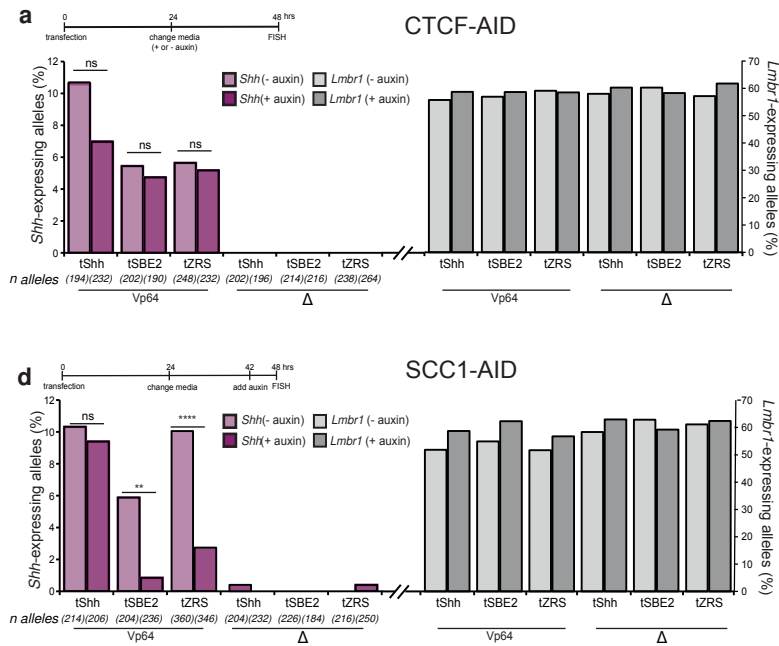 a
0 24 48 hrs
transfection change media FISH
(+ or - auxin)
CTCF-AID
Shh-expressing alleles (%)
12
10
8
6
4
2
0
ns
ns
ns
Shh(- auxin) Lmbr1 (- auxin)
Shh(+ auxin) Lmbr1 (+ auxin)
Lmbr1-expressing alleles (%)
70
60
50
40
30
20
10
0
tShh tSBE2 tZRS tShh tSBE2 tZRS tShh tSBE2 tZRS tShh tSBE2 tZRS
n alleles (194)(232) (202)(190) (248)(232) (202)(196) (214)(216) (238)(264)
Vp64 Δ Vp64 Δ
d
0 24 42 48 hrs
transfection change media add auxin FISH
SCC1-AID
Shh-expressing alleles (%)
12
10
8
6
4
2
0
ns
**
****
Shh(- auxin) Lmbr1 (- auxin)
Shh(+ auxin) Lmbr1 (+ auxin)
Lmbr1-expressing alleles (%)
70
60
50
40
30
20
10
0
tShh tSBE2 tZRS tShh tSBE2 tZRS tShh tSBE2 tZRS tShh tSBE2 tZRS
n alleles (214)(206) (204)(236) (360)(346) (204)(232) (226)(184) (216)(250)
Vp64 Δ Vp64 Δ